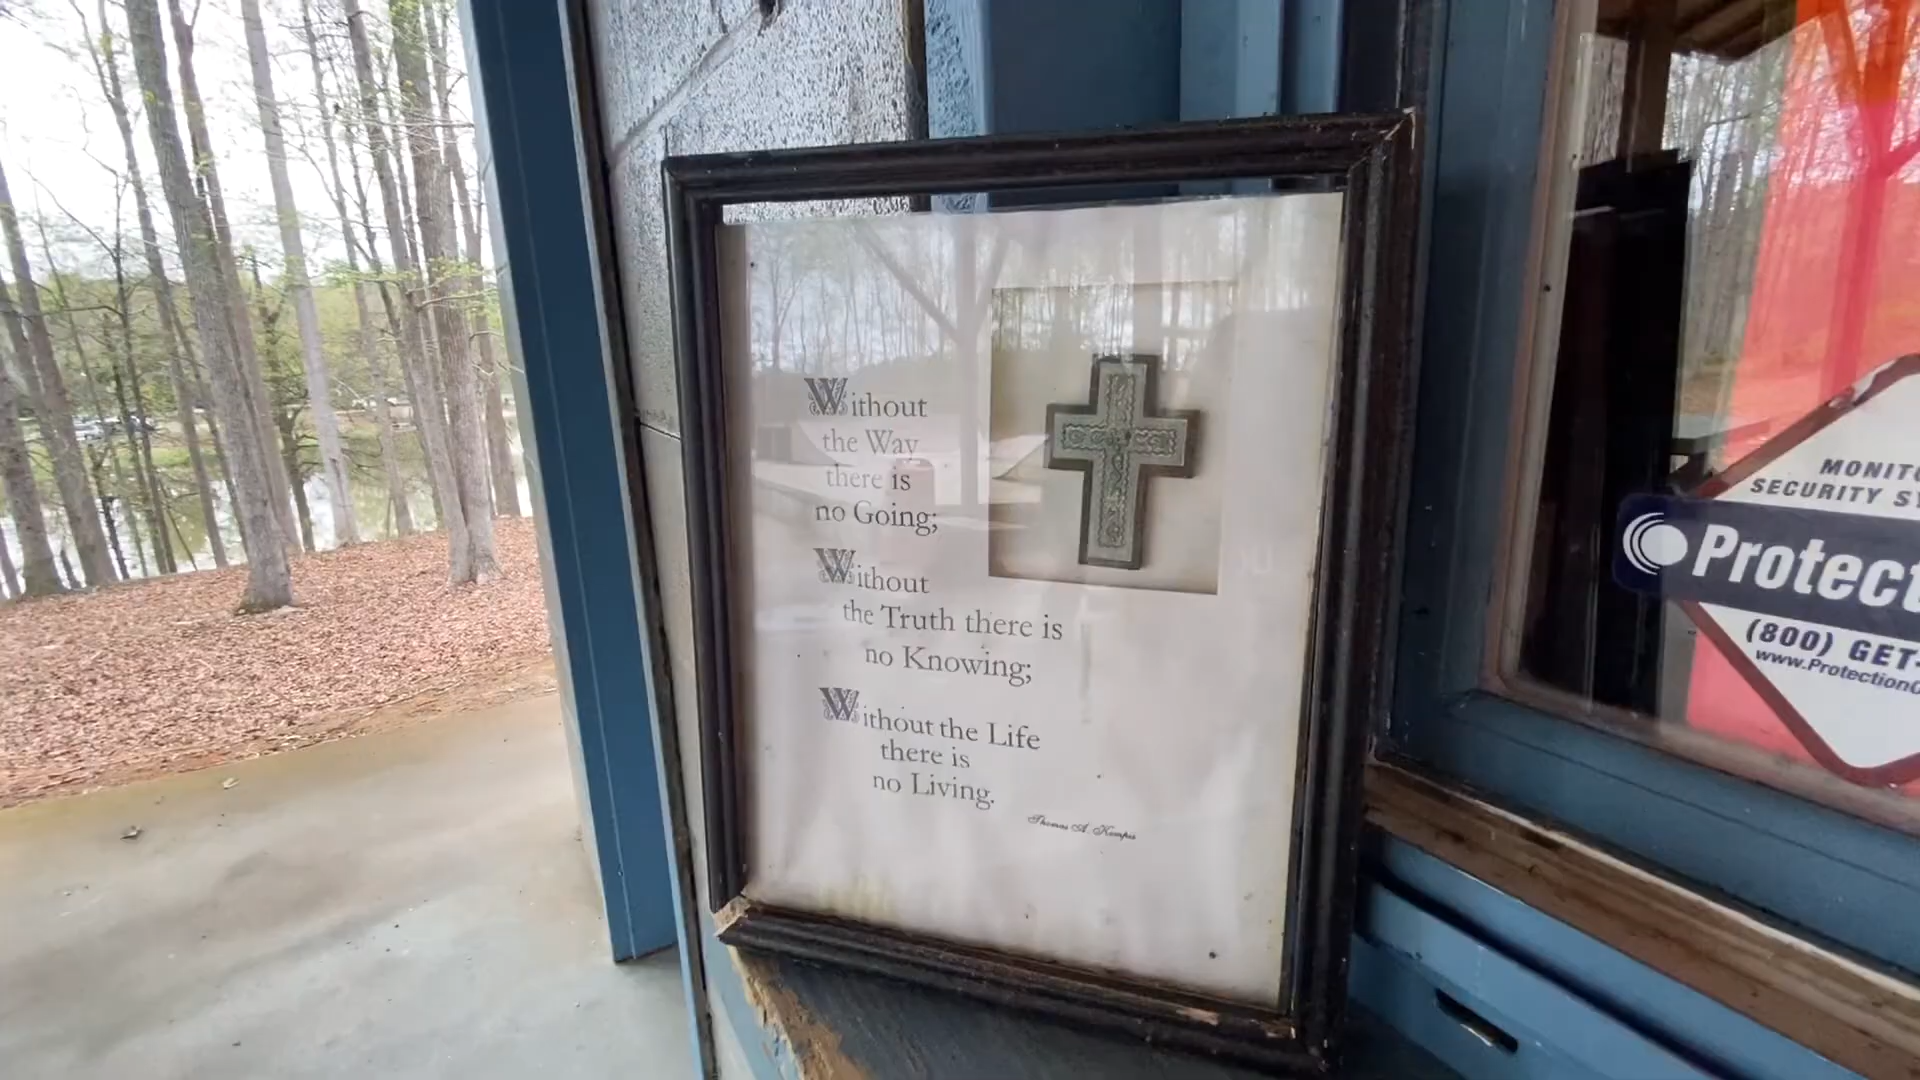 Without
the Way
there is
no Going;
Without
the Truth there is
no Knowing;
Without the Life
there is
no Living.
Thomas A. Kempis
MONITO
SECURITY SY
Protect
(800) GET-
www.Protection